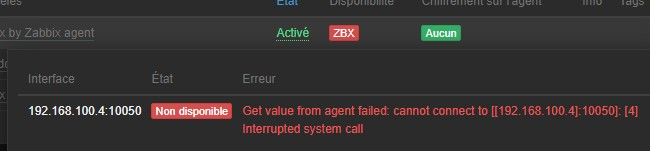 Etat Disponibilité Chiffrement sur l'agent Info Tags
x by Zabbix agent Activé ZBX Aucun
Interface État Erreur
192.168.100.4:10050 Non disponible Get value from agent failed: cannot connect to [[192.168.100.4]:10050]: [4]
Interrupted system call